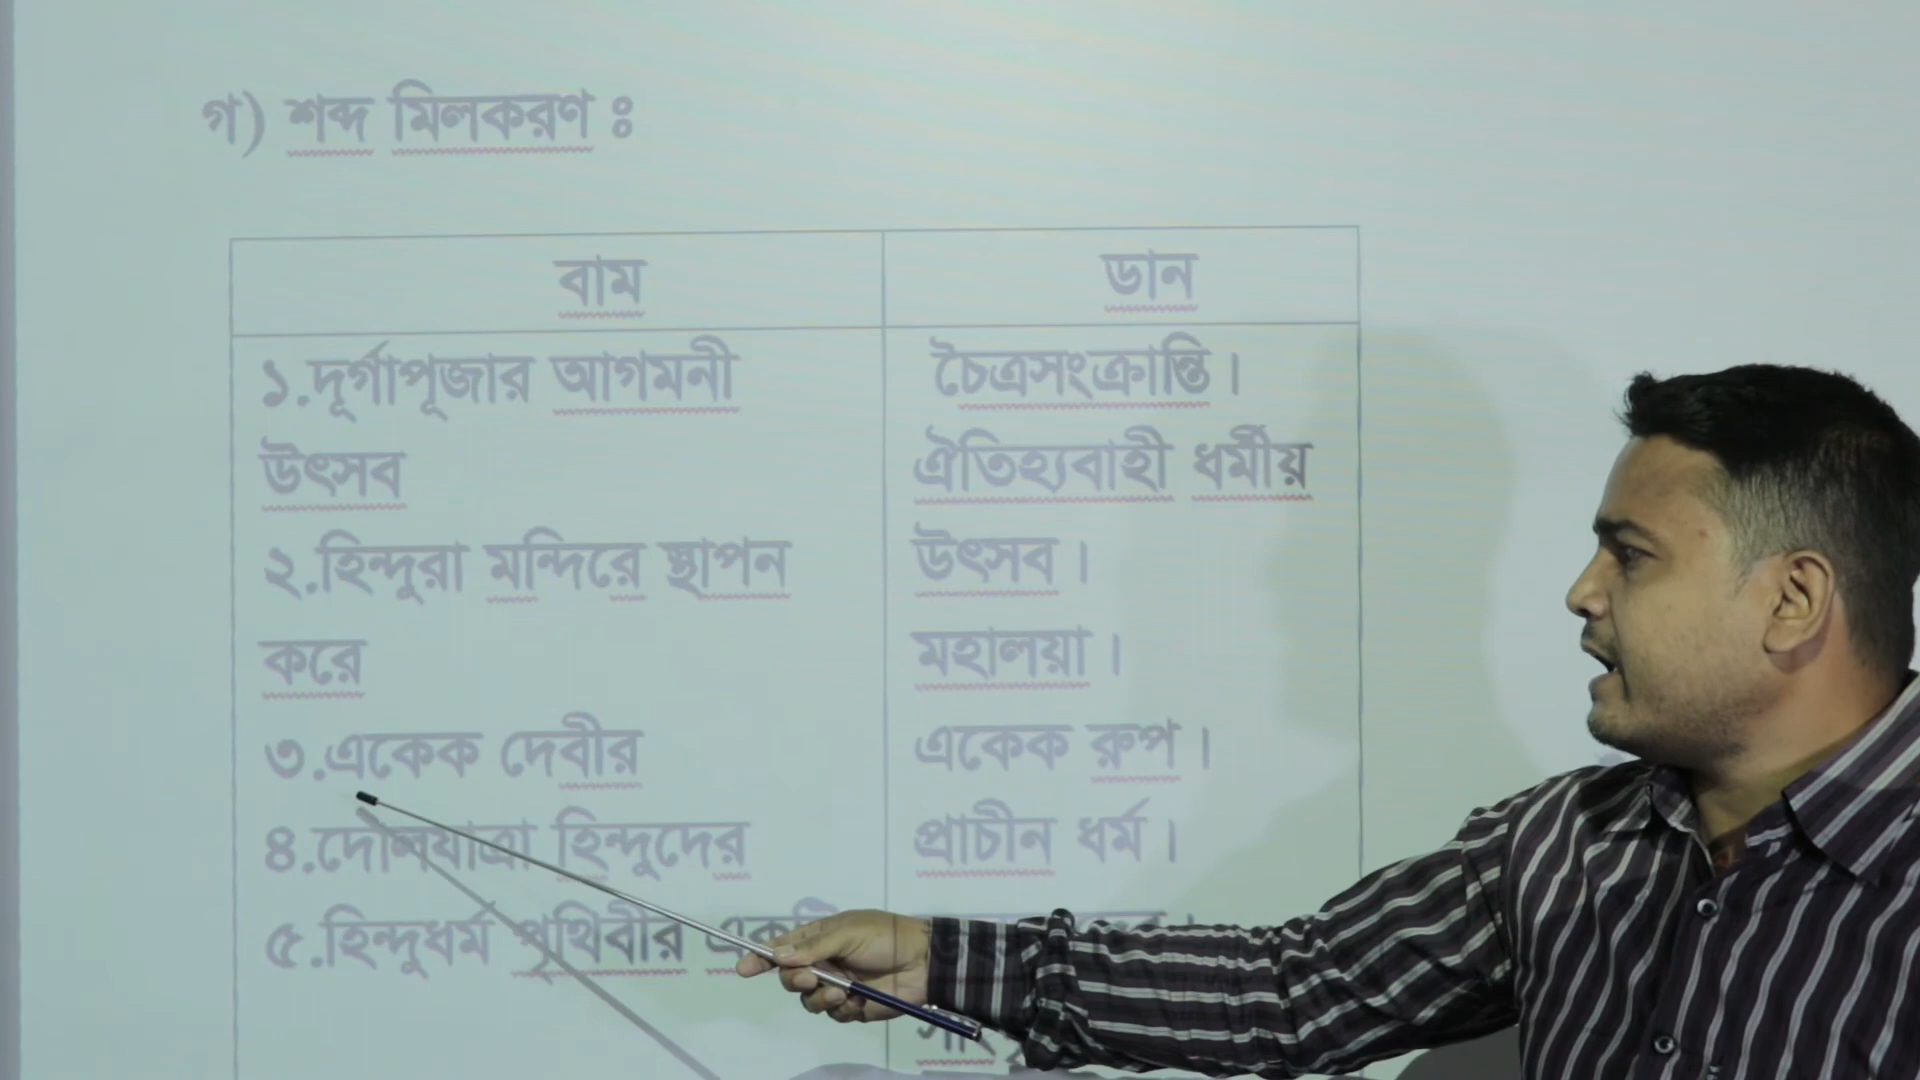 গ) শব্দ মিলকরণ ঃ
বাম
ডান
১.দূর্গাপূজার আগমনী
উৎসব
২.হিন্দুরা মন্দিরে স্থাপন
করে
৩.একেক দেবীর
৪.দোলযাত্রা হিন্দুদের
৫.হিন্দুধর্ম পৃথিবীর একটি
চৈত্রসংক্রান্তি।
ঐতিহ্যবাহী ধর্মীয়
উৎসব।
মহালয়া।
একেক রুপ।
প্রাচীন ধর্ম।